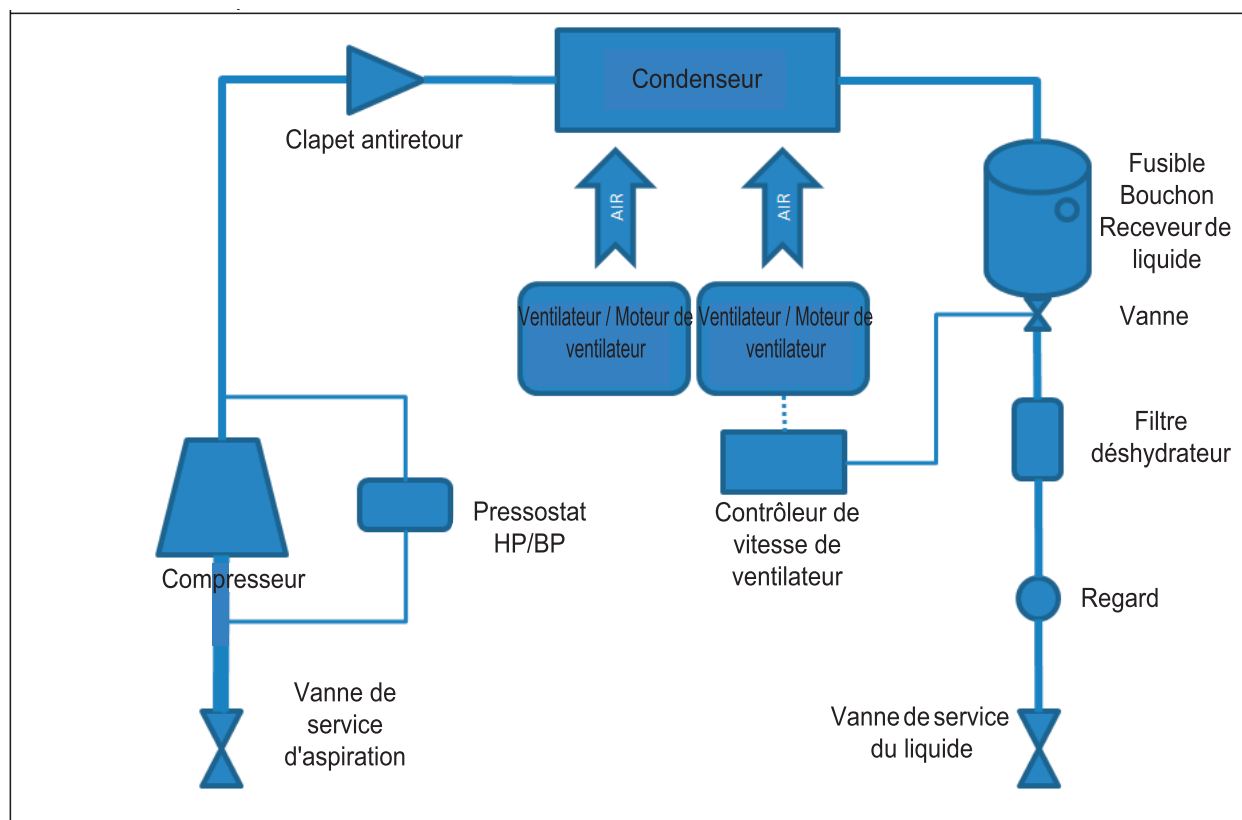 Condenseur
Clapet antiretour
AIR
AIR
Fusible
Bouchon
Receveur de
liquide
Ventilateur / Moteur de
ventilateur
Ventilateur / Moteur de
ventilateur
Vanne
Filtre
déshydrateur
Pressostat
HP/BP
Contrôleur de
vitesse de
ventilateur
Compresseur
Regard
Vanne de
service
d'aspiration
Vanne de service
du liquide